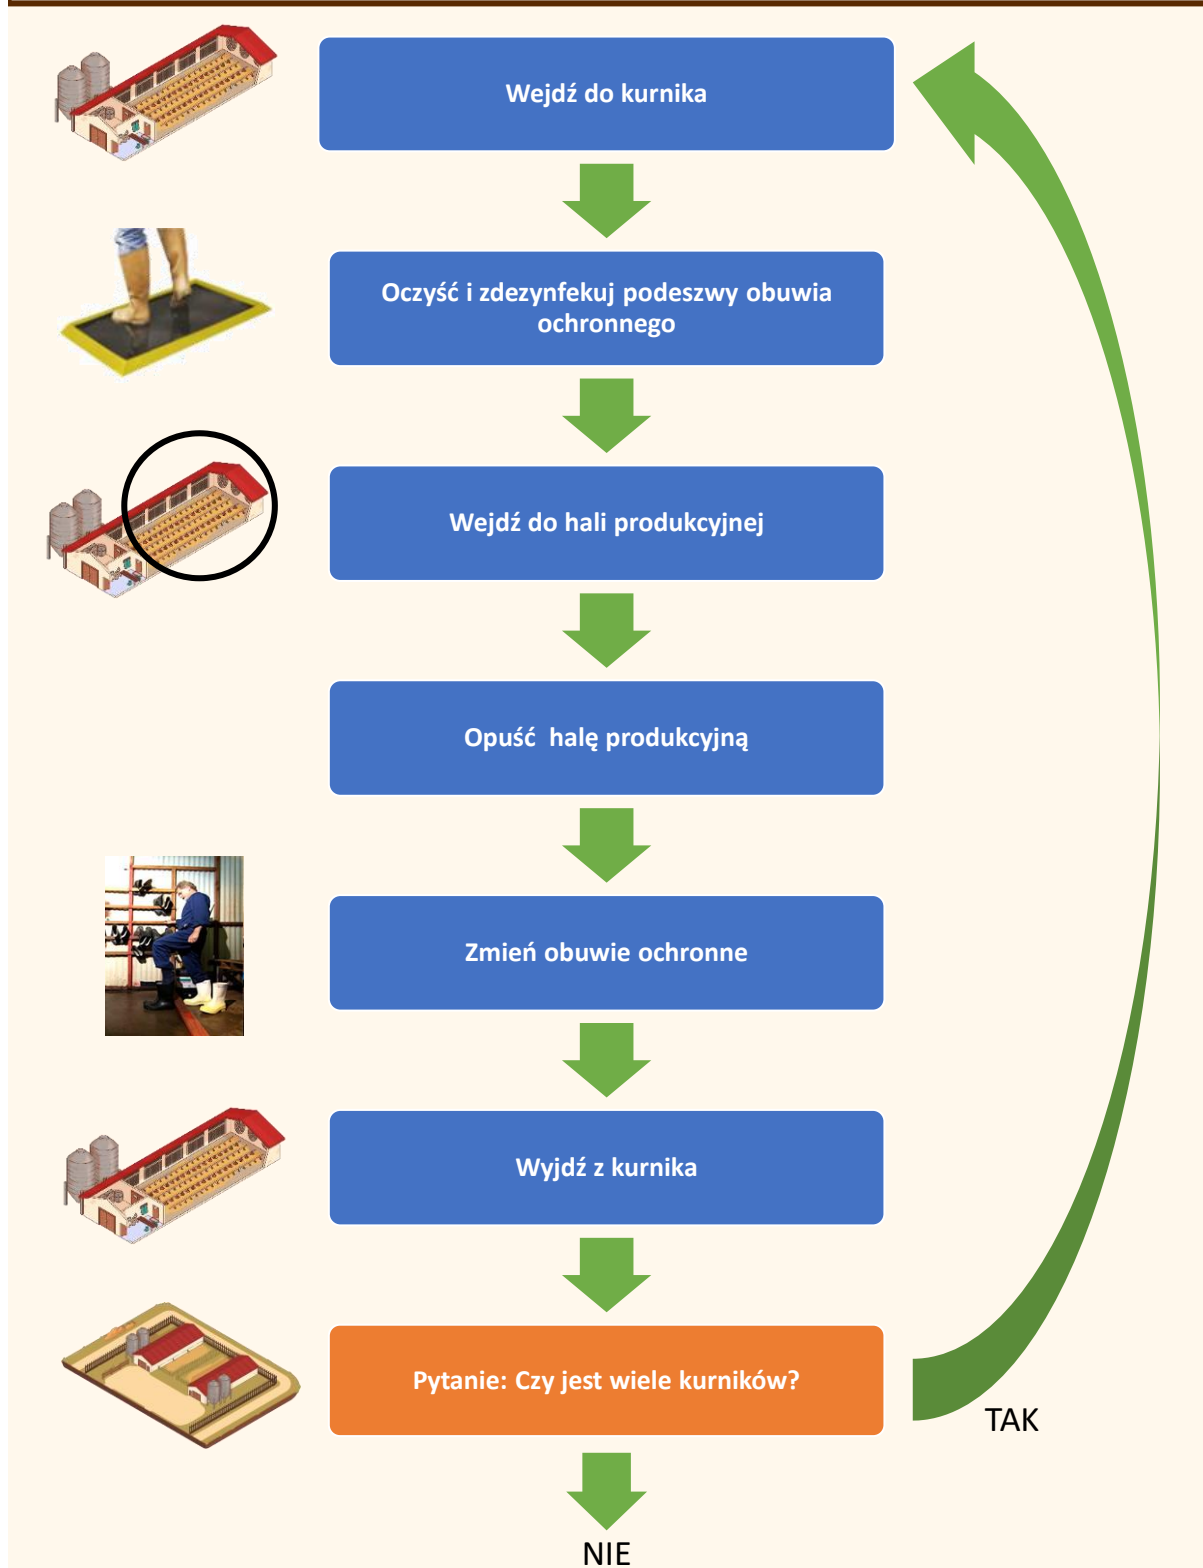 Wejdź do kurnika
Oczyść i zdezynfekuj podeszwy obuwia
ochronnego
Wejdź do hali produkcyjnej
Opuść halę produkcyjną
Zmień obuwie ochronne
Wyjdź z kurnika
Pytanie: Czy jest wiele kurników?
TAK
NIE